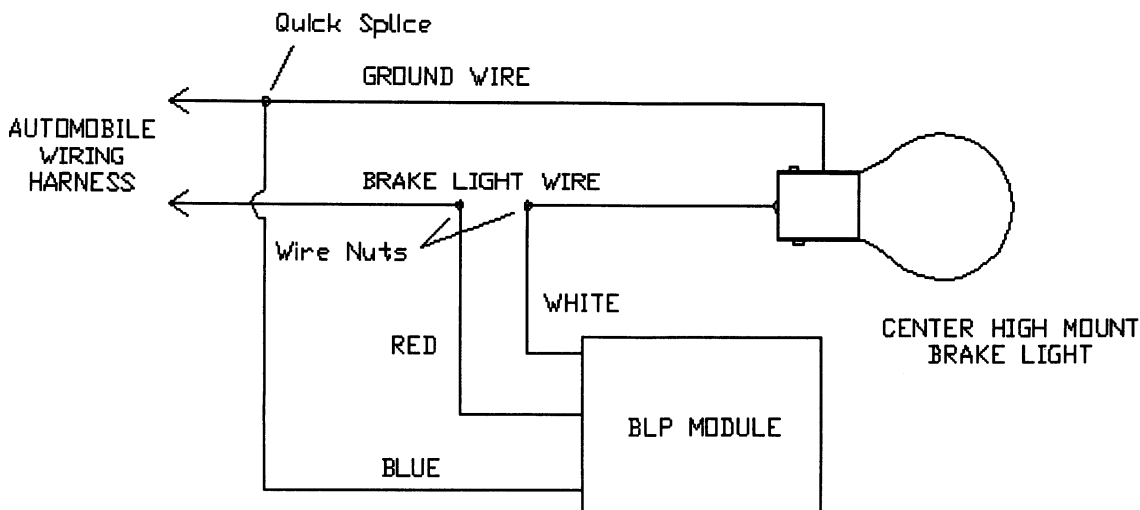 Quick Splice
GROUND WIRE
AUTOMOBILE
WIRING
HARNESS
BRAKE LIGHT WIRE
Wire Nuts
WHITE
RED
CENTER HIGH MOUNT
BRAKE LIGHT
BLP MODULE
BLUE